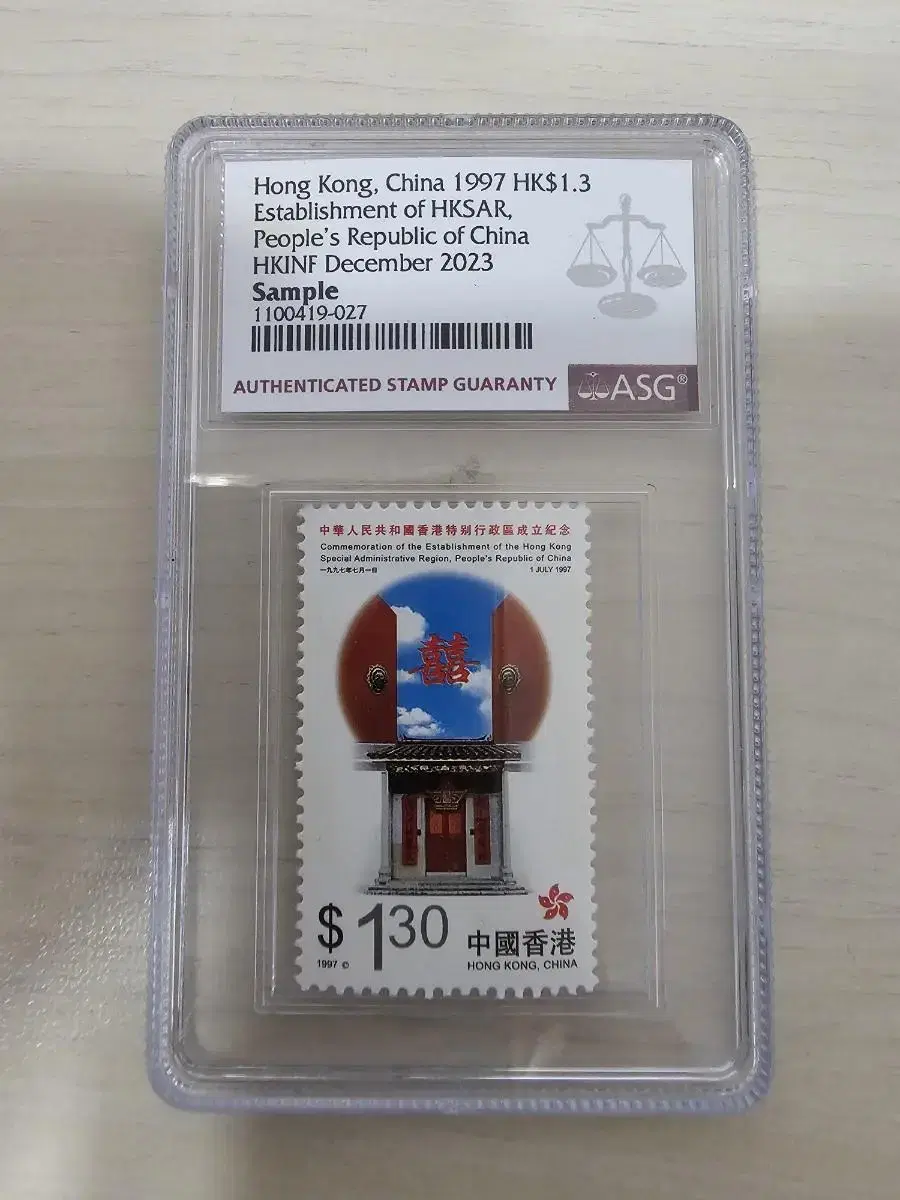 Hong Kong, China 1997 HK$1.3
Establishment of HKSAR,
People's Republic of China
HKINF December 2023
Sample
1100419-027
AUTHENTICATED STAMP GUARANTY
ASG®
中華人民共和國香港特別行政區成立紀念
Commemoration of the Establishment of the Hong Kong
Special Administrative Region, People's Republic of China
一九九七年七月一日 1 JULY 1997
囍
$130
1997 ©
中國香港
HONG KONG, CHINA